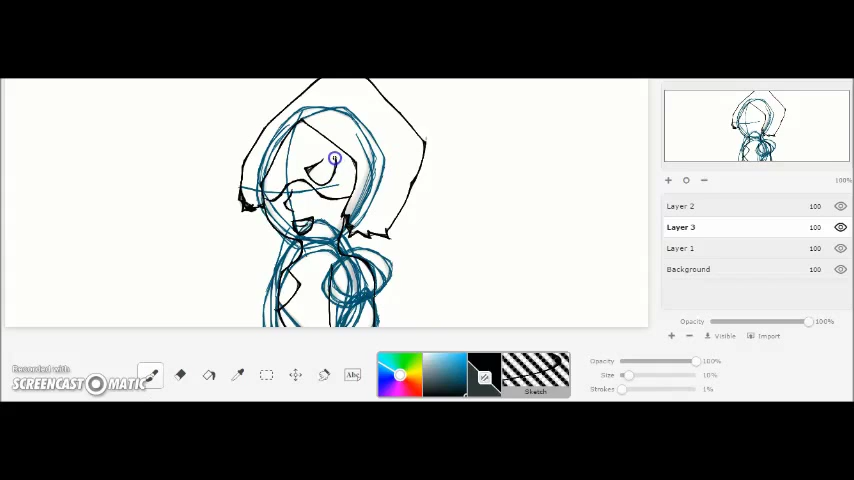 100%
Layer 2 100
Layer 3 100
Layer 1 100
Background 100
Opacity 100%
+ − Visible Import
Recorded with
SCREENCAST MATIC
Abc
Sketch
Opacity 100%
Size 10%
Strokes 1%